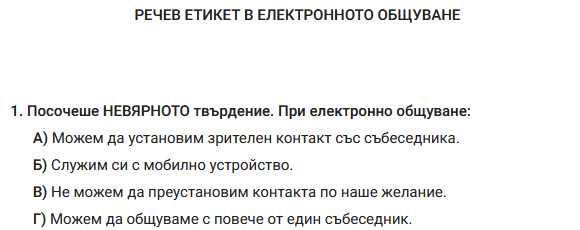 РЕЧЕВ ЕТИКЕТ В ЕЛЕКТРОННОТО ОБЩУВАНЕ
1. Посочеше НЕВЯРНОТО твърдение. При електронно общуване:
А) Можем да установим зрителен контакт със събеседника.
Б) Служим си с мобилно устройство.
В) Не можем да преустановим контакта по наше желание.
Г) Можем да общуваме с повече от един събеседник.